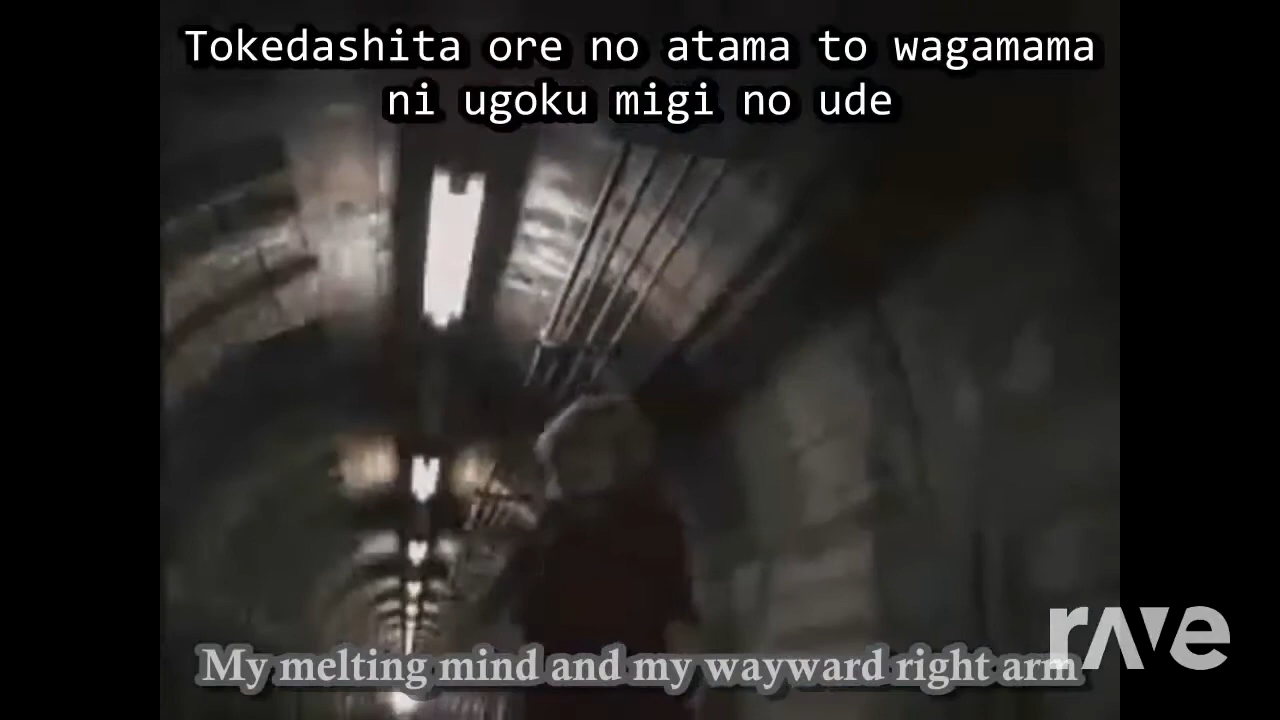 Tokedashita ore no atama to wagamama
ni ugoku migi no ude
My melting mind and my wayward right arm
rave